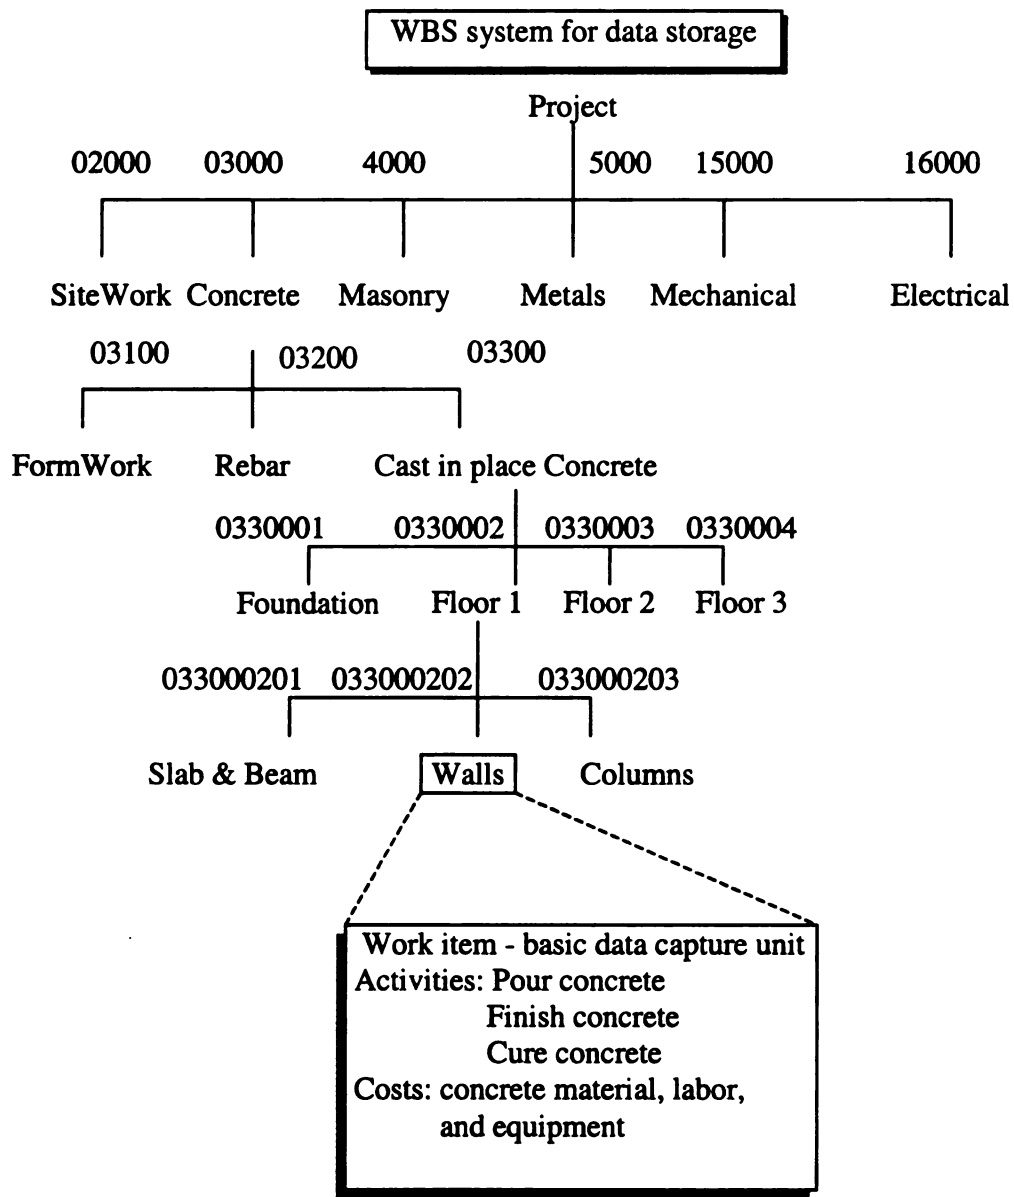 WBS system for data storage
Project
02000 03000 4000 5000 15000 16000
SiteWork Concrete Masonry Metals Mechanical Electrical
03100 03200 03300
FormWork Rebar Cast in place Concrete
0330001 0330002 0330003 0330004
Foundation Floor 1 Floor 2 Floor 3
033000201 033000202 033000203
Slab & Beam Walls Columns
Work item - basic data capture unit
Activities: Pour concrete
Finish concrete
Cure concrete
Costs: concrete material, labor,
and equipment